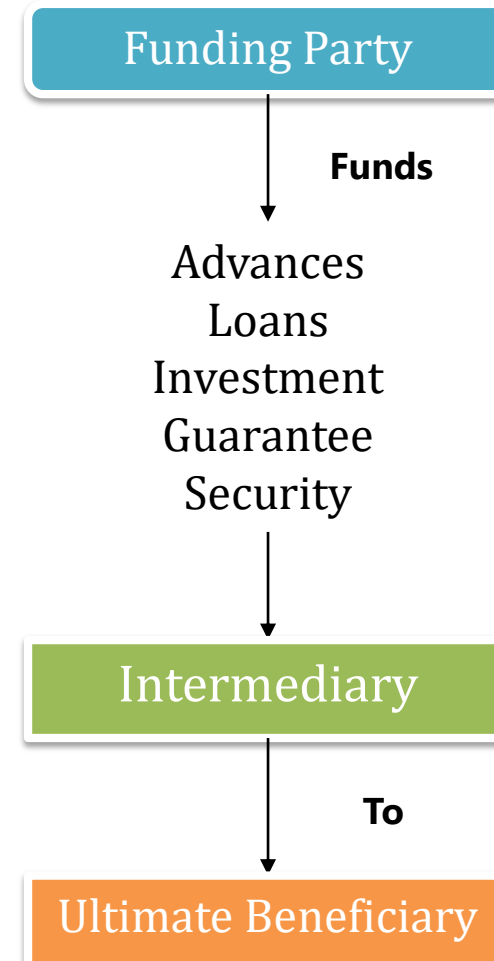 Funding Party
Funds
Advances
Loans
Investment
Guarantee
Security
Intermediary
To
Ultimate Beneficiary